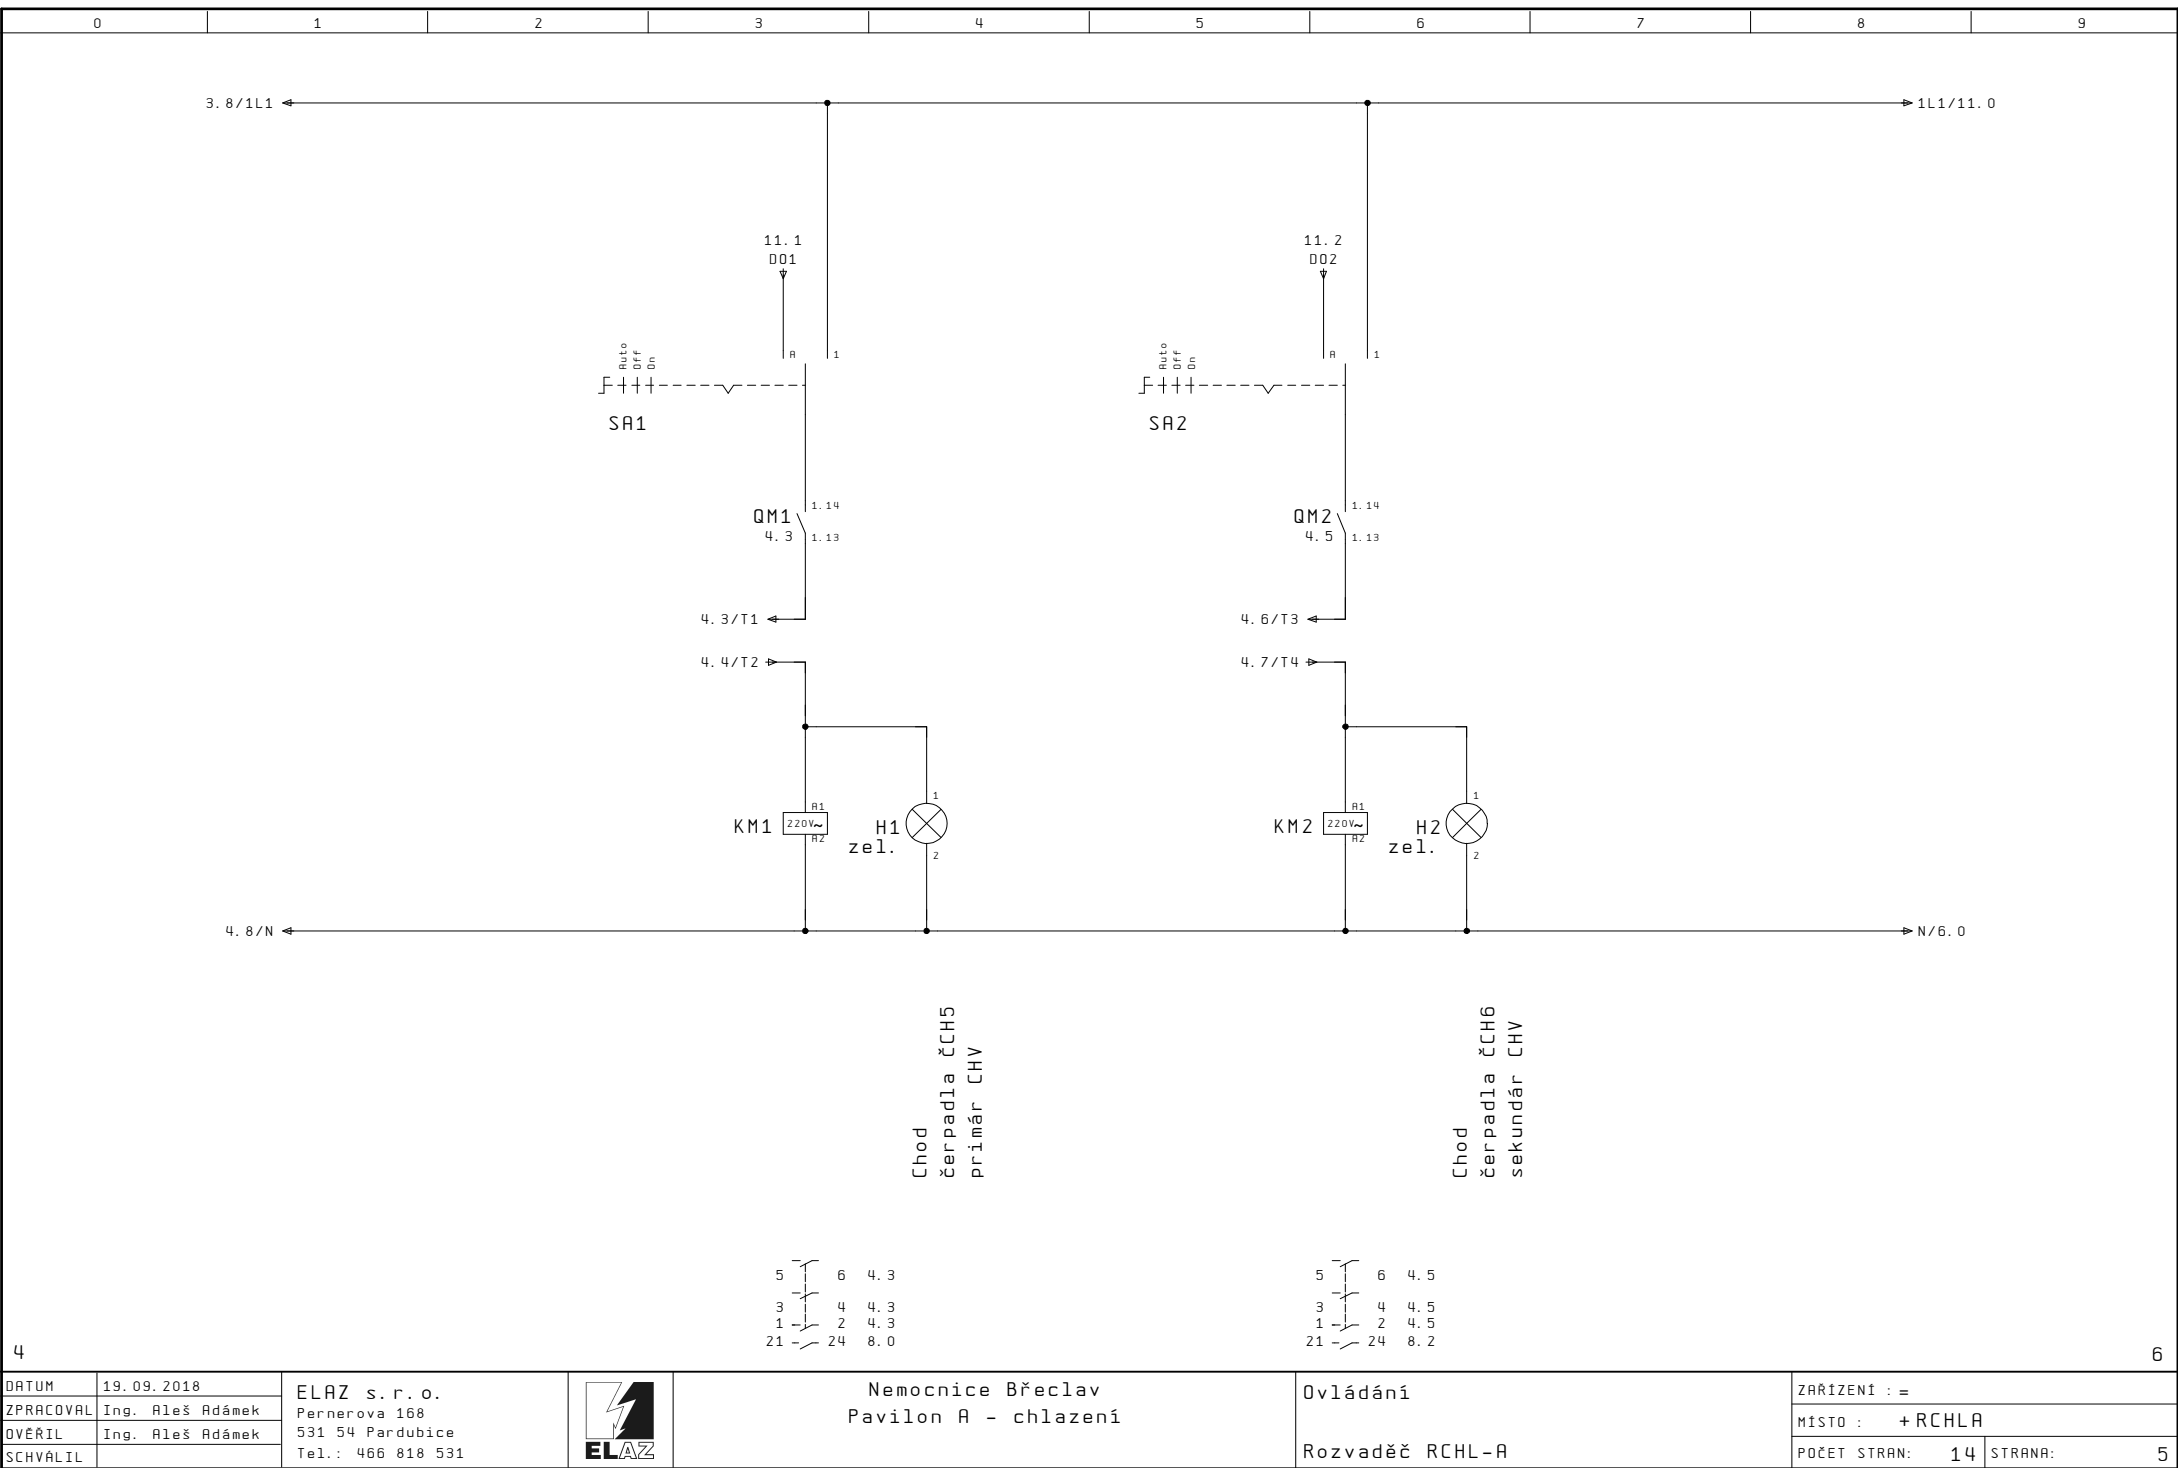 0 1 2 3 4 5 6 7 8 9
3.8/1L1 1L1/11.0
11.1 11.2
DO1 DO2
A 1 A 1
Auto Off On Auto Off On
SA1 SA2
1.14 1.14
QM1 QM2
4.3 1.13 4.5 1.13
4.3/T1 4.6/T3
4.4/T2 4.7/T4
A1 1 A1 1
KM1 220V~ H1 KM2 220V~ H2
A2 zel. 2 A2 zel. 2
4.8/N N/6.0
Chod
čerpadla ČCH5
primár CHV
Chod
čerpadla ČCH6
sekundár CHV
5 6 4.3 5 6 4.5
3 4 4.3 3 4 4.5
1 2 4.3 1 2 4.5
21 24 8.0 21 24 8.2
4 6
DATUM 19.09.2018
ZPRACOVAL Ing. Aleš Adámek
OVĚŘIL Ing. Aleš Adámek
SCHVÁLIL
ELAZ s.r.o.
Pernerova 168
531 54 Pardubice
Tel.: 466 818 531
ELAZ
Nemocnice Břeclav
Pavilon A - chlazení
Ovládání
Rozvaděč RCHL-A
ZAŘÍZENÍ : =
MÍSTO : +RCHLA
POČET STRAN: 14 STRANA: 5